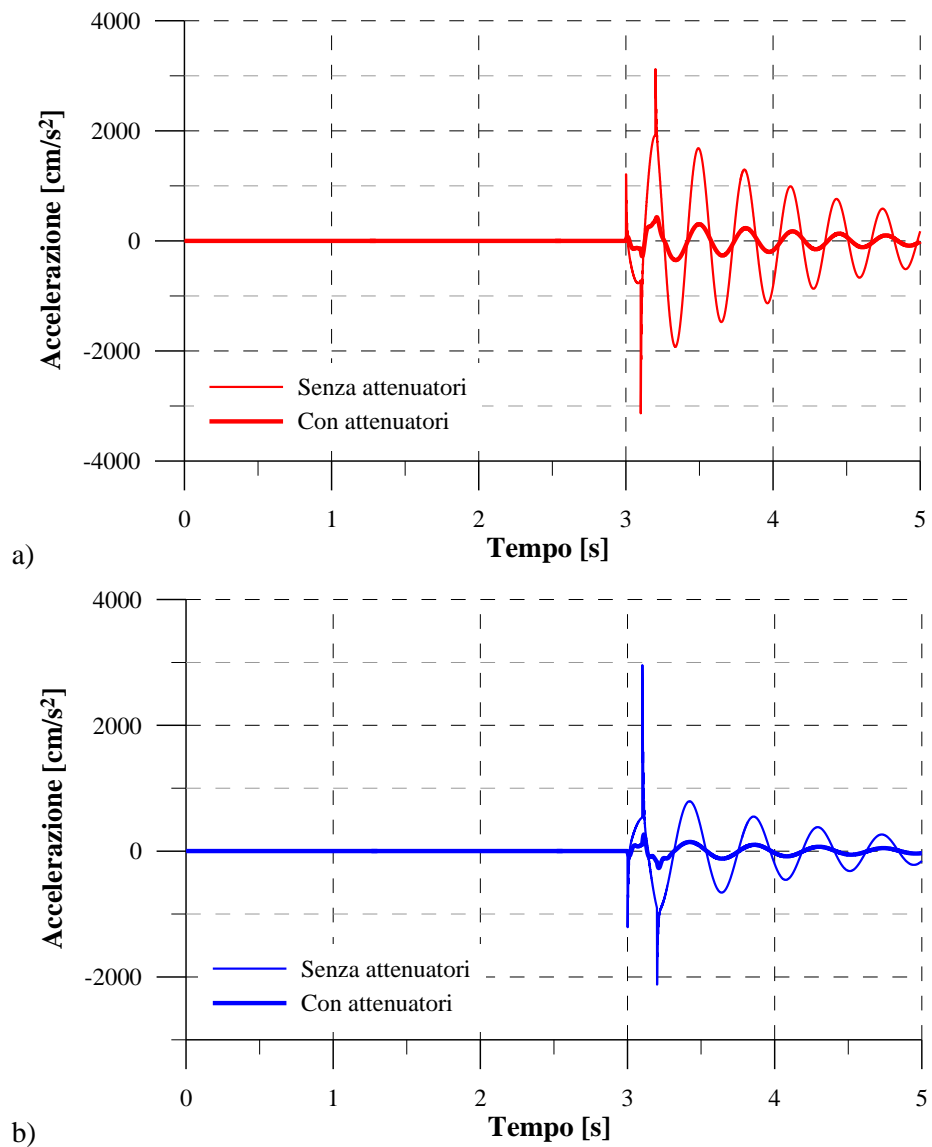 4000
2000
0
-2000
-4000
Accelerazione [cm/s²]
Senza attenuatori
Con attenuatori
0 1 2 3 4 5
Tempo [s]
a)
4000
2000
0
-2000
Accelerazione [cm/s²]
Senza attenuatori
Con attenuatori
0 1 2 3 4 5
Tempo [s]
b)